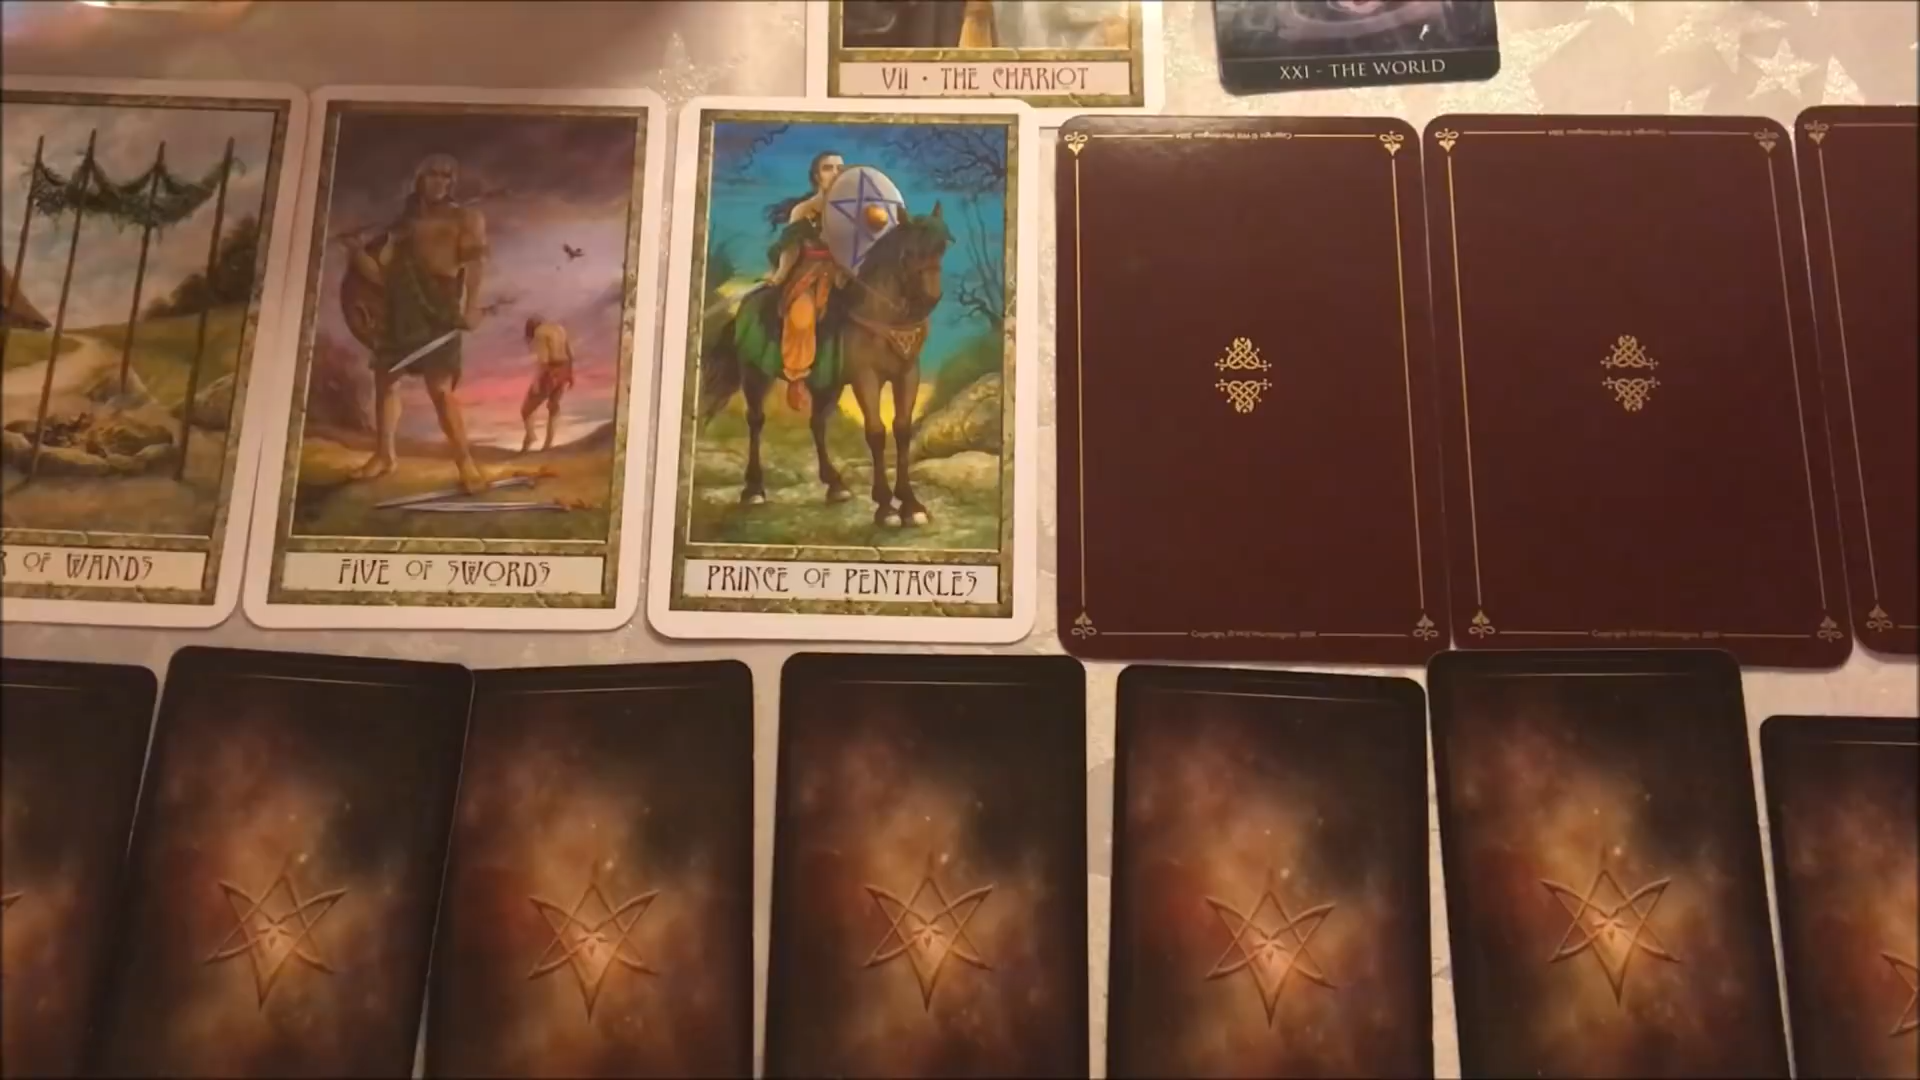 VII · THE CHARIOT
XXI - THE WORLD
OF WANDS
FIVE OF SWORDS
PRINCE OF PENTACLES